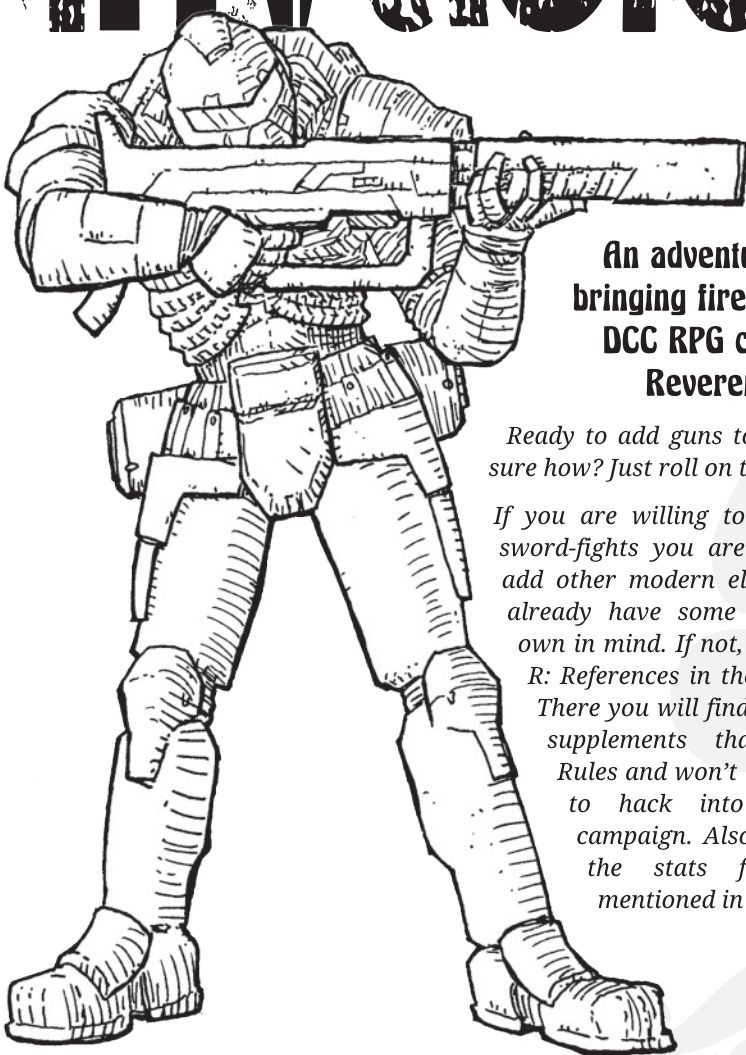 An adventu
bringing fire
DCC RPG c
Reveren
Ready to add guns to
sure how? Just roll on t
If you are willing to
sword-fights you are
add other modern el
already have some
own in mind. If not,
R: References in the
There you will find
supplements tha
Rules and won’t
to hack into
campaign. Also
the stats f
mentioned in